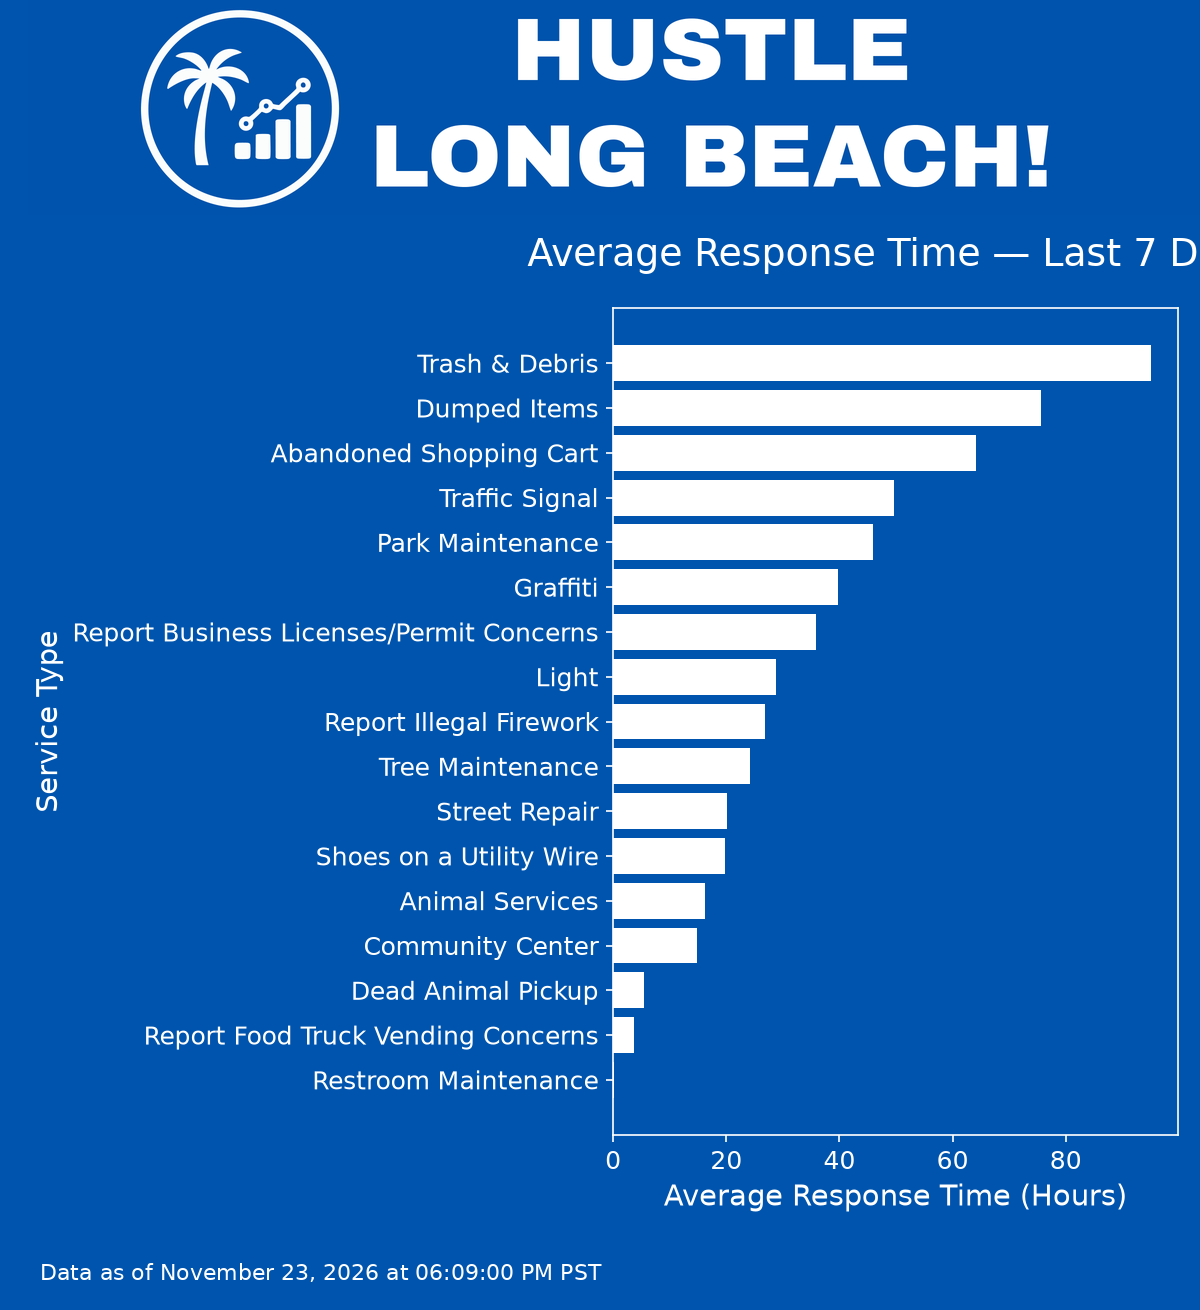 HUSTLE
LONG BEACH!
Average Response Time — Last 7 D
Trash & Debris
Dumped Items
Abandoned Shopping Cart
Traffic Signal
Park Maintenance
Graffiti
Report Business Licenses/Permit Concerns
Light
Report Illegal Firework
Tree Maintenance
Street Repair
Shoes on a Utility Wire
Animal Services
Community Center
Dead Animal Pickup
Report Food Truck Vending Concerns
Restroom Maintenance
Service Type
0 20 40 60 80
Average Response Time (Hours)
Data as of November 23, 2026 at 06:09:00 PM PST